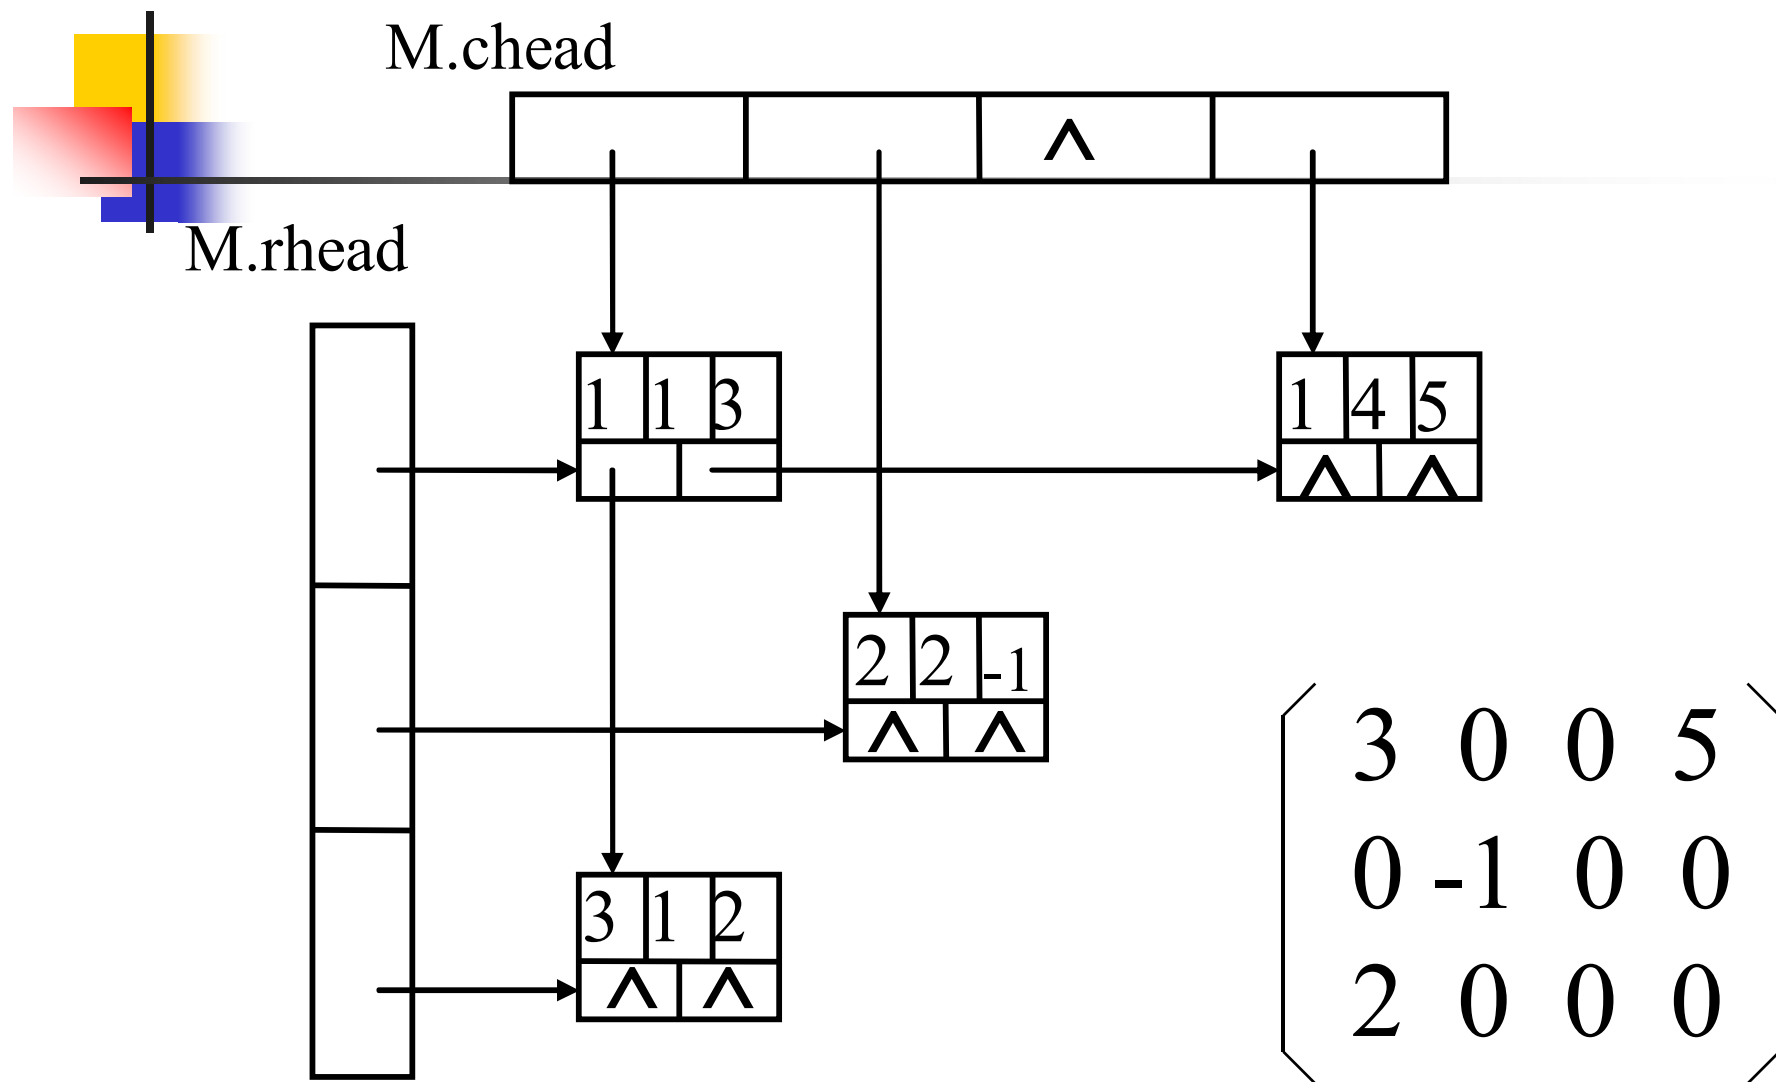 M.chead
∧
M.rhead
1 1 3
1 4 5
∧ ∧
2 2 -1
∧ ∧
3 1 2
∧ ∧
3 0 0 5
0 -1 0 0
2 0 0 0